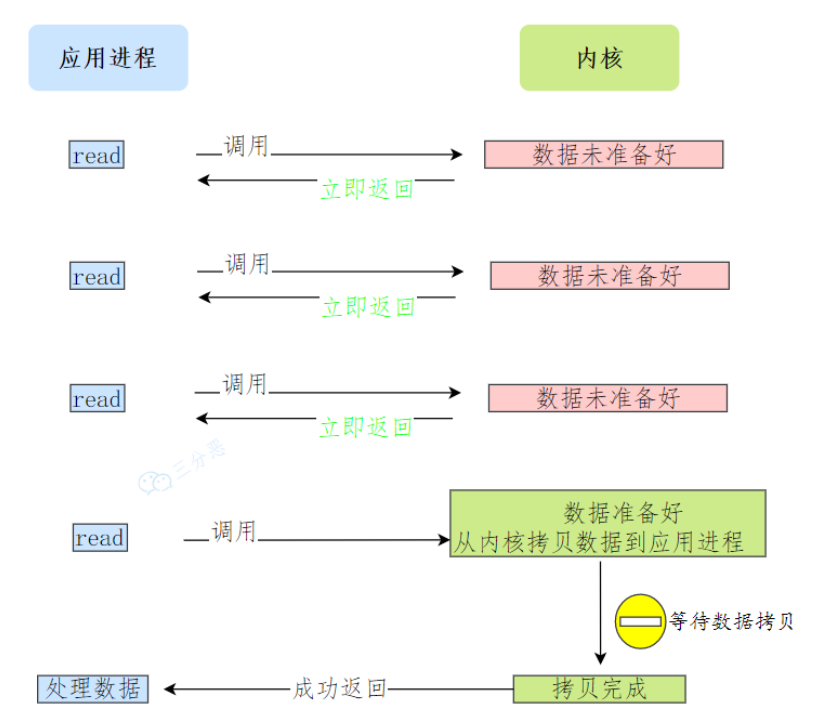 应用进程
内核
read
调用
数据未准备好
立即返回
read
调用
数据未准备好
立即返回
read
调用
数据未准备好
立即返回
三分恶
read
调用
数据准备好
从内核拷贝数据到应用进程
等待数据拷贝
处理数据
成功返回
拷贝完成